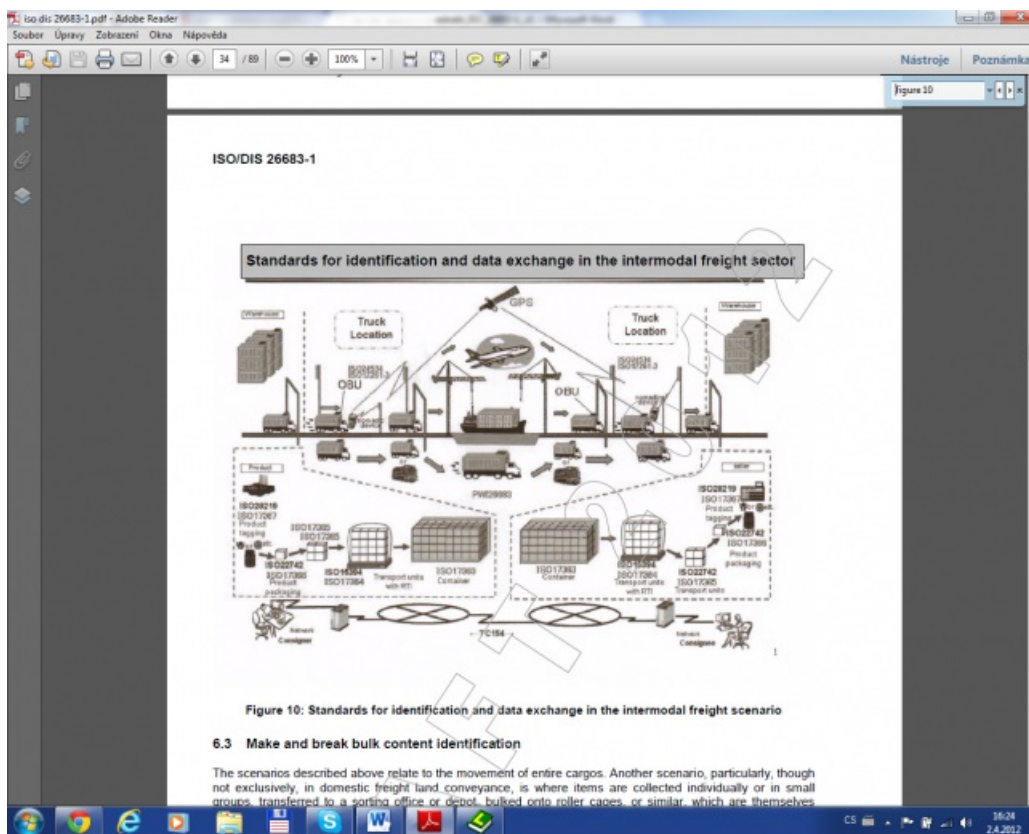 iso dis 26683-1.pdf - Adobe Reader
Soubor Úpravy Zobrazení Okna Nápověda
34 / 89 100% Nástroje Poznámka
Figure 10
ISO/DIS 26683-1
Standards for identification and data exchange in the intermodal freight sector
GPS
Warehouse
Truck
Location
Truck
Location
Warehouse
OBU
OBU
PWI26683
Product
ISO28219
ISO17367
Product
tagging
ISO17365
ISO17365
ISO22742
ISO17366
Product
packaging
ISO15394
ISO17364
Transport units
with RTI
ISO17363
Container
ISO17363
Container
ISO15394
ISO17364
Transport units
with RTI
ISO22742
ISO17365
Transport units
ISO28219
ISO17367
Product
tagging
ISO22742
ISO17366
Product
packaging
Network
Consignor
TC154
Network
Consignee
1
Figure 10: Standards for identification and data exchange in the intermodal freight scenario
6.3 Make and break bulk content identification
The scenarios described above relate to the movement of entire cargos. Another scenario, particularly, though
not exclusively, in domestic freight land conveyance, is where items are collected individually or in small
groups, transferred to a sorting office or depot, bulked onto roller cages, or similar, which are themselves
CS 16:24
2.4.2012